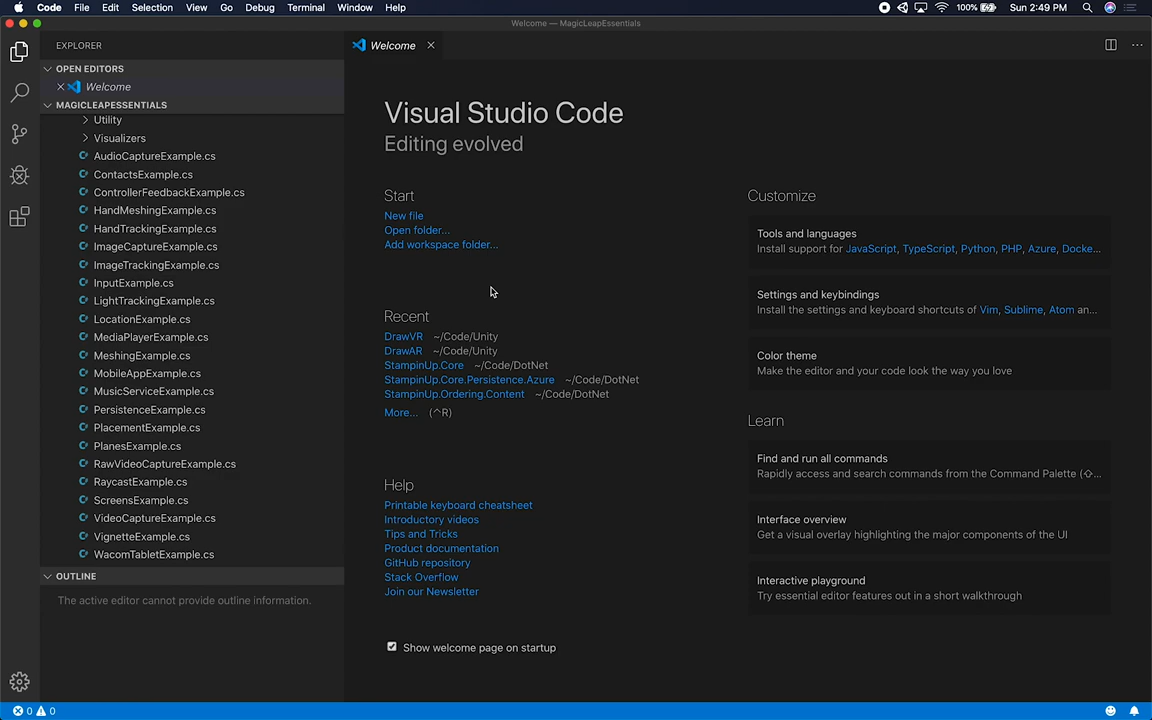 Code File Edit Selection View Go Debug Terminal Window Help
100% Sun 2:49 PM
Welcome — MagicLeapEssentials
EXPLORER
OPEN EDITORS
Welcome
MAGICLEAPESSENTIALS
Utility
Visualizers
AudioCaptureExample.cs
ContactsExample.cs
ControllerFeedbackExample.cs
HandMeshingExample.cs
HandTrackingExample.cs
ImageCaptureExample.cs
ImageTrackingExample.cs
InputExample.cs
LightTrackingExample.cs
LocationExample.cs
MediaPlayerExample.cs
MeshingExample.cs
MobileAppExample.cs
MusicServiceExample.cs
PersistenceExample.cs
PlacementExample.cs
PlanesExample.cs
RawVideoCaptureExample.cs
RaycastExample.cs
ScreensExample.cs
VideoCaptureExample.cs
VignetteExample.cs
WacomTabletExample.cs
OUTLINE
The active editor cannot provide outline information.
0 0
Welcome
Visual Studio Code
Editing evolved
Start
New file
Open folder...
Add workspace folder...
Recent
DrawVR ~/Code/Unity
DrawAR ~/Code/Unity
StampinUp.Core ~/Code/DotNet
StampinUp.Core.Persistence.Azure ~/Code/DotNet
StampinUp.Ordering.Content ~/Code/DotNet
More... (^R)
Help
Printable keyboard cheatsheet
Introductory videos
Tips and Tricks
Product documentation
GitHub repository
Stack Overflow
Join our Newsletter
Show welcome page on startup
Customize
Tools and languages
Install support for JavaScript, TypeScript, Python, PHP, Azure, Docke...
Settings and keybindings
Install the settings and keyboard shortcuts of Vim, Sublime, Atom an...
Color theme
Make the editor and your code look the way you love
Learn
Find and run all commands
Rapidly access and search commands from the Command Palette (⇧...
Interface overview
Get a visual overlay highlighting the major components of the UI
Interactive playground
Try essential editor features out in a short walkthrough